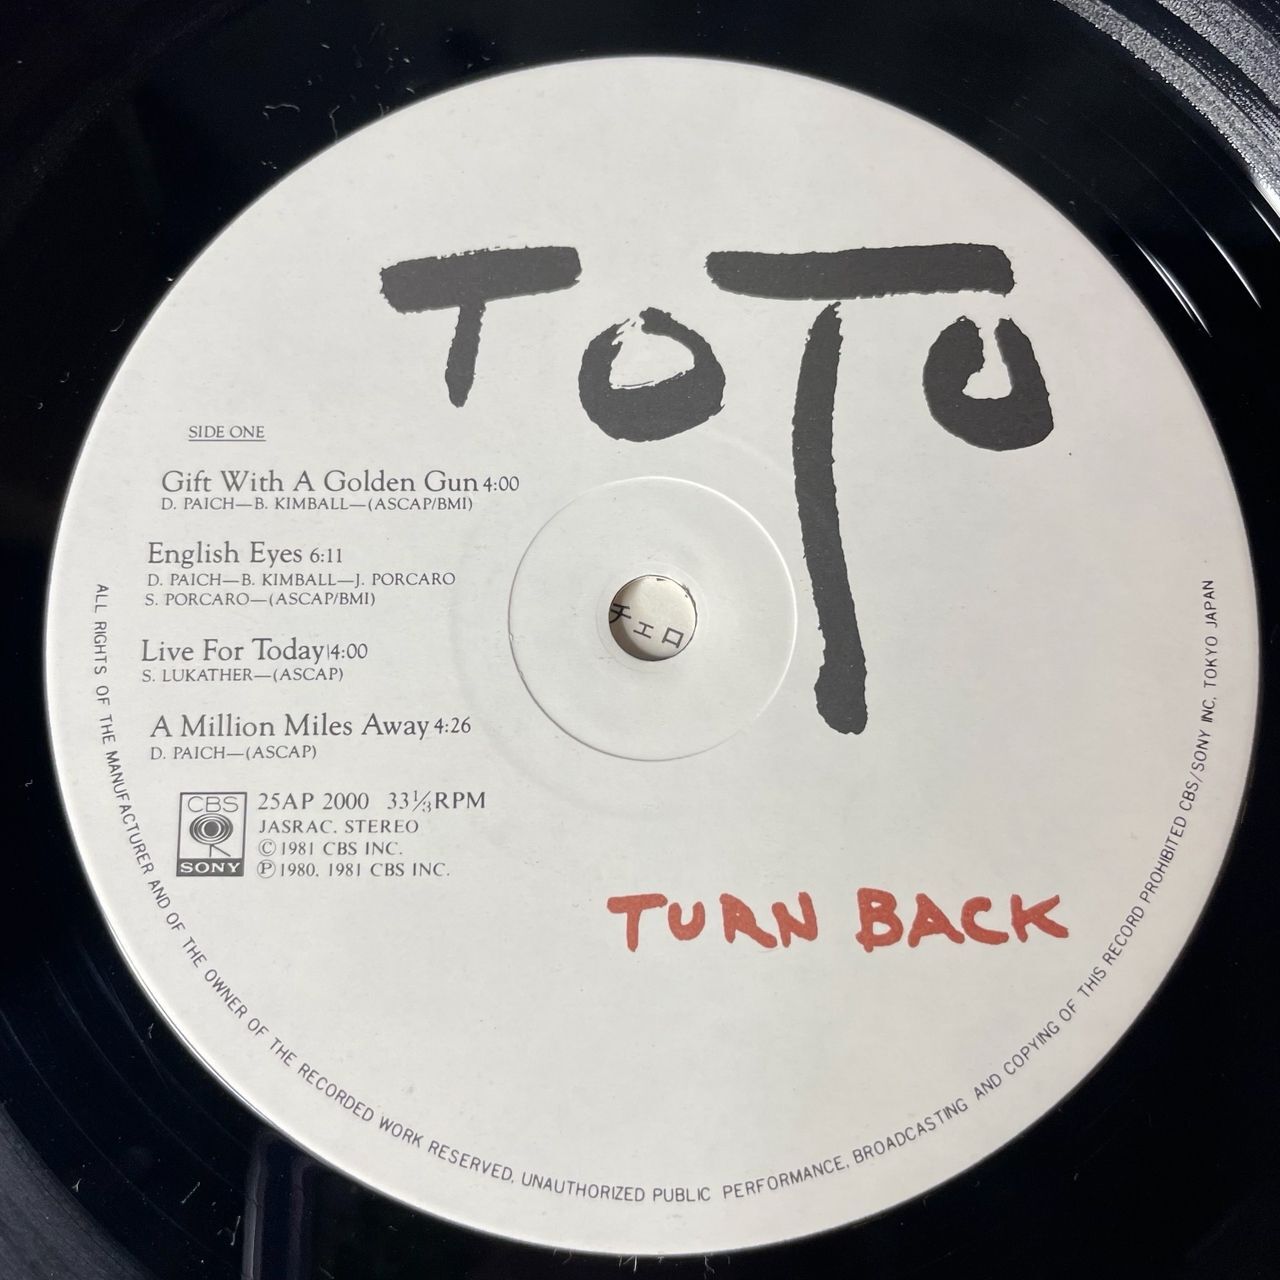 TOTO
SIDE ONE
Gift With A Golden Gun 4:00
D. PAICH—B. KIMBALL—(ASCAP/BMI)
English Eyes 6:11
D. PAICH—B. KIMBALL—J. PORCARO
S. PORCARO—(ASCAP/BMI)
Live For Today|4:00
S. LUKATHER—(ASCAP)
A Million Miles Away 4:26
D. PAICH—(ASCAP)
CBS
SONY
25AP 2000 33⅓RPM
JASRAC. STEREO
Ⓒ1981 CBS INC.
Ⓟ1980. 1981 CBS INC.
TURN BACK
チェロ
ALL RIGHTS OF THE MANUFACTURER AND OF THE OWNER OF THE RECORDED WORK RESERVED. UNAUTHORIZED PUBLIC PERFORMANCE, BROADCASTING AND COPYING OF THIS RECORD PROHIBITED CBS/SONY INC, TOKYO JAPAN